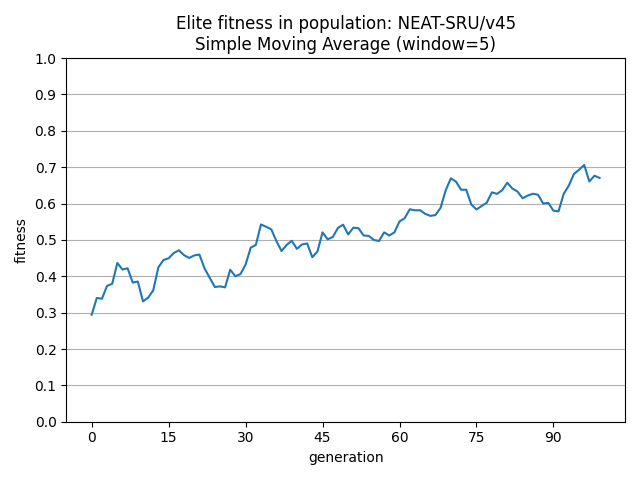 Elite fitness in population: NEAT-SRU/v45
Simple Moving Average (window=5)
1.0
0.9
0.8
0.7
0.6
0.5
0.4
0.3
0.2
0.1
0.0
fitness
0 15 30 45 60 75 90
generation